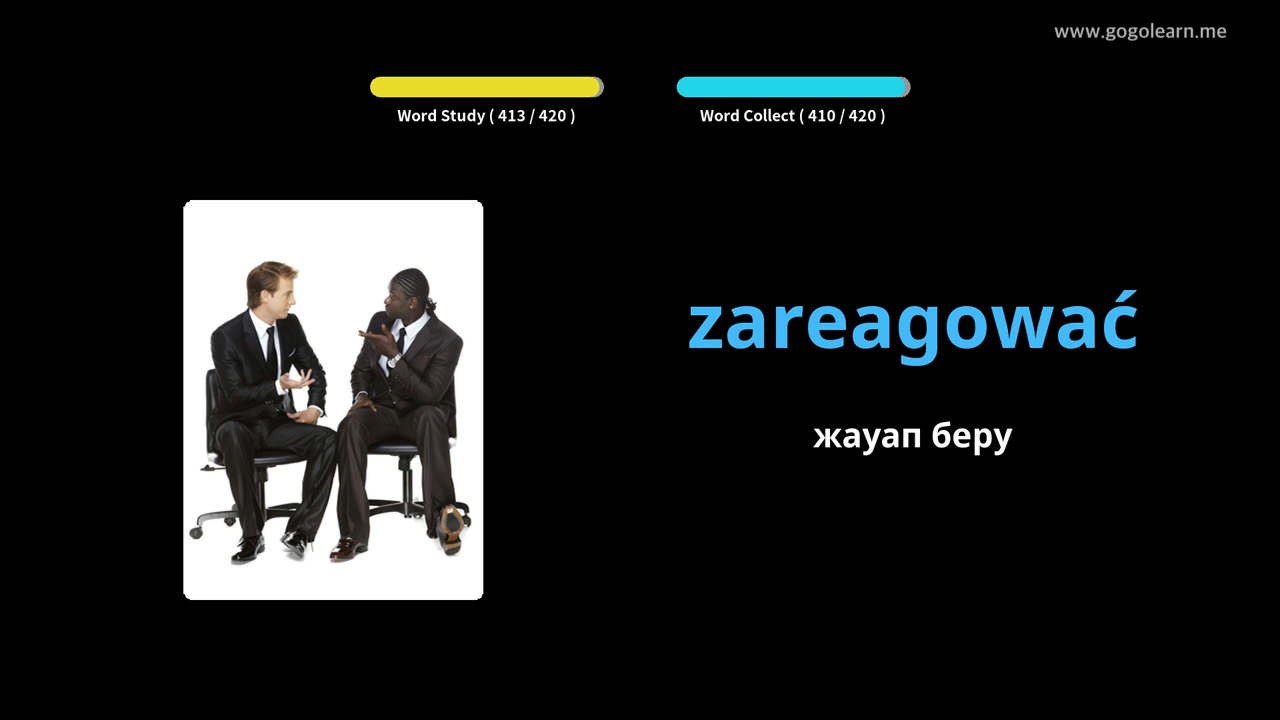 www.gogolearn.me
Word Study ( 413 / 420 )
Word Collect ( 410 / 420 )
zareagować
жауап беру